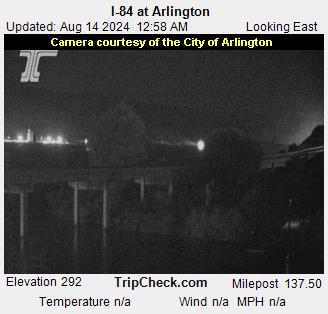 I-84 at Arlington
Updated: Aug 14 2024 12:58 AM Looking East
Camera courtesy of the City of Arlington
Elevation 292 TripCheck.com Milepost 137.50
Temperature n/a Wind n/a MPH n/a